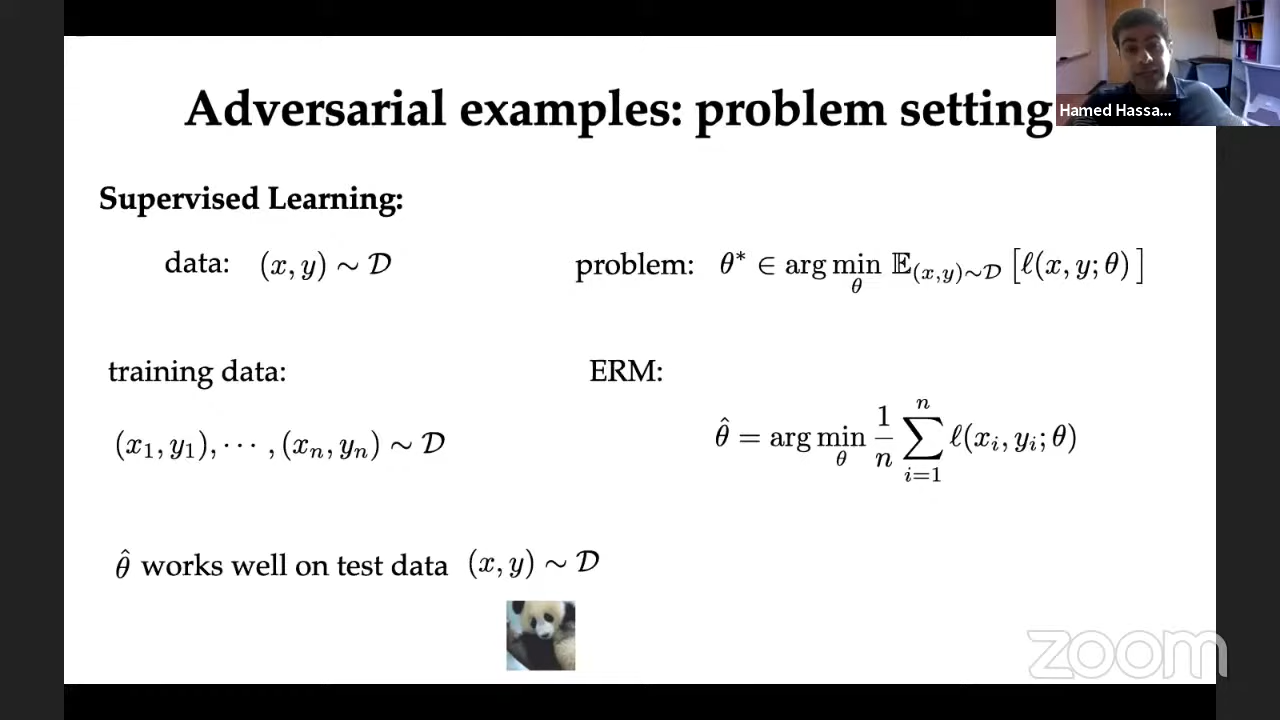 Adversarial examples: problem setting
Hamed Hassa...
Supervised Learning:
data: (x, y) ∼ 𝒟
problem: θ* ∈ arg min_θ 𝔼_{(x,y)∼𝒟} [ℓ(x, y; θ)]
training data:
ERM:
(x₁, y₁), ⋯ , (xₙ, yₙ) ∼ 𝒟
θ̂ = arg min_θ 1/n ∑_{i=1}^{n} ℓ(xᵢ, yᵢ; θ)
θ̂ works well on test data (x, y) ∼ 𝒟
zoom